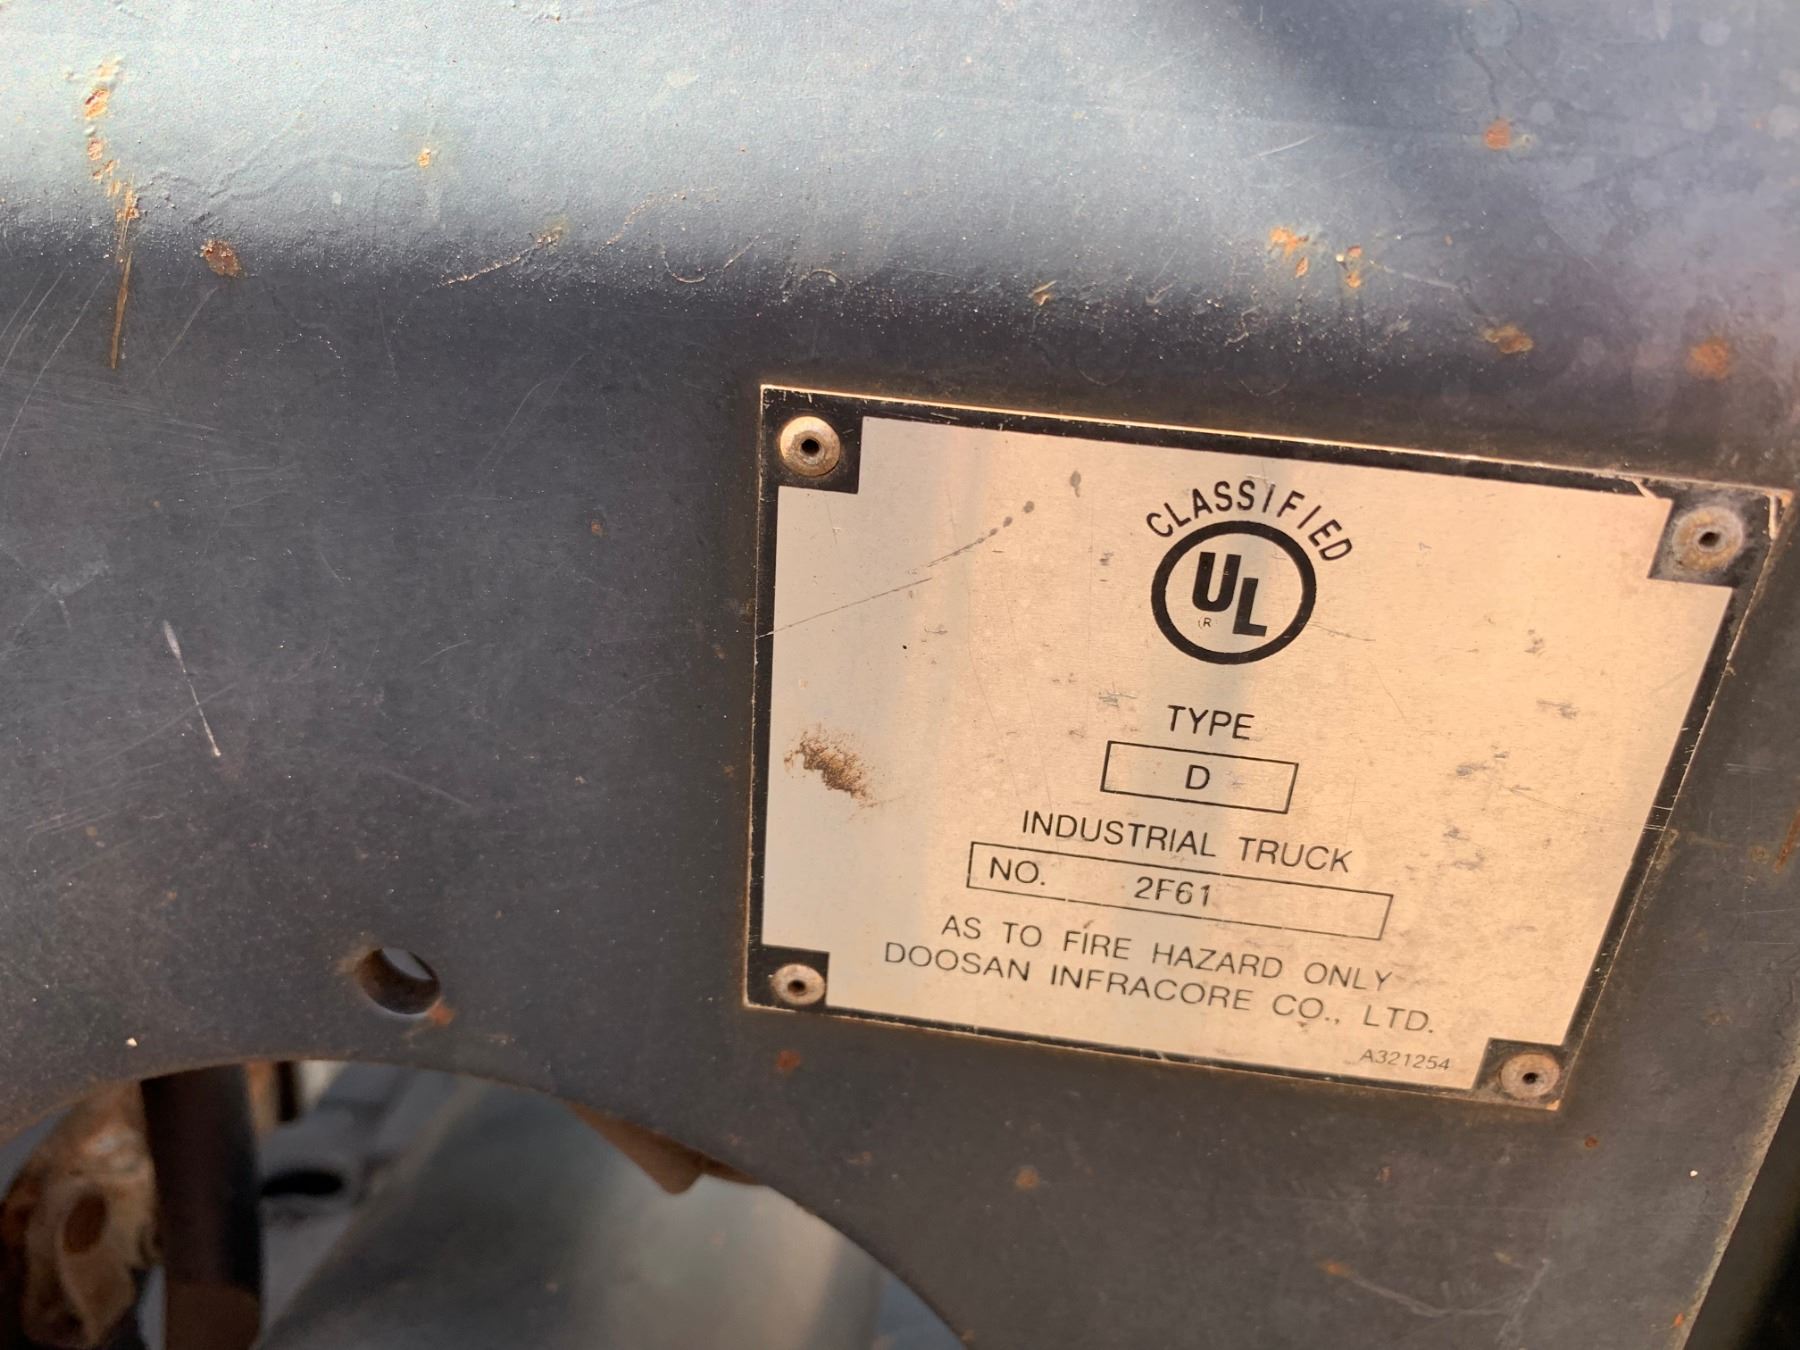 CLASSIFIED
UL
®
TYPE
D
INDUSTRIAL TRUCK
NO. 2F61
AS TO FIRE HAZARD ONLY
DOOSAN INFRACORE CO., LTD.
A321254